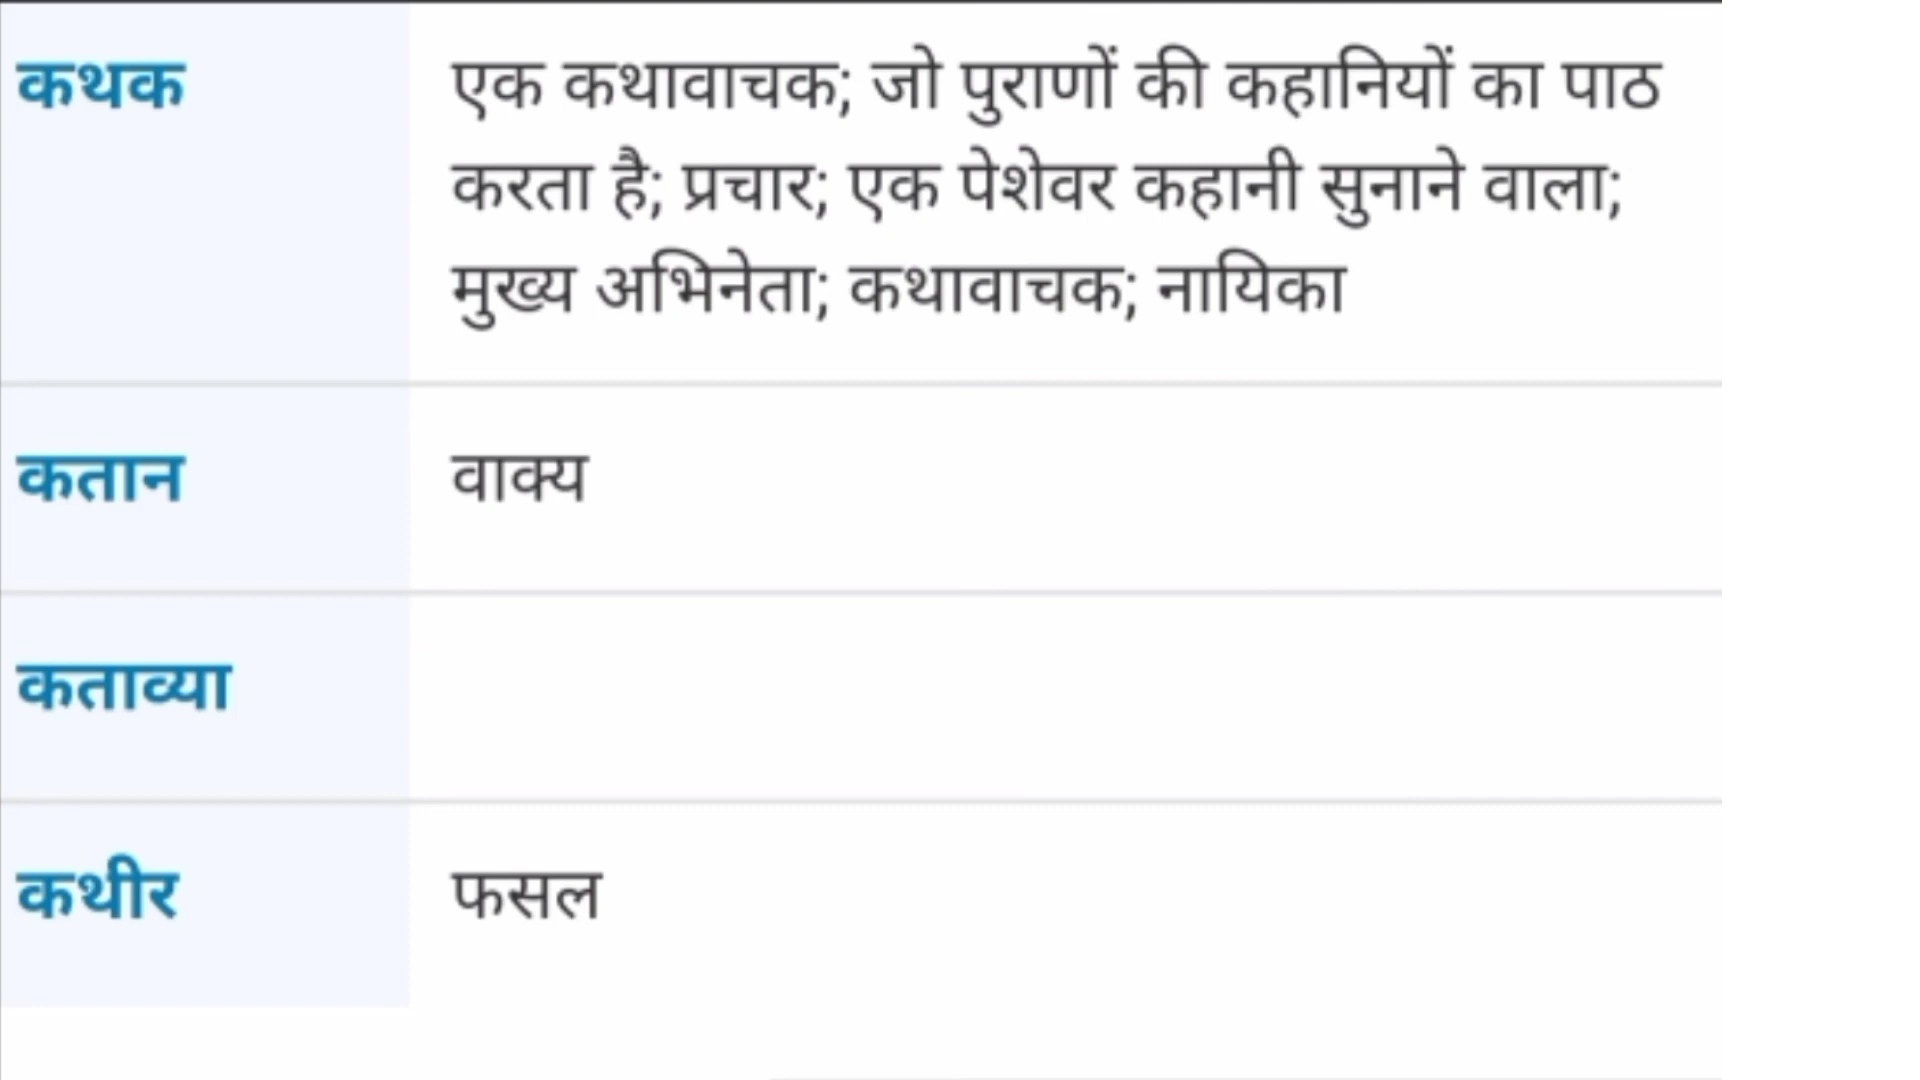 कथक
एक कथावाचक; जो पुराणों की कहानियों का पाठ
करता है; प्रचार; एक पेशेवर कहानी सुनाने वाला;
मुख्य अभिनेता; कथावाचक; नायिका
कतान
वाक्य
कताव्या
कथीर
फसल